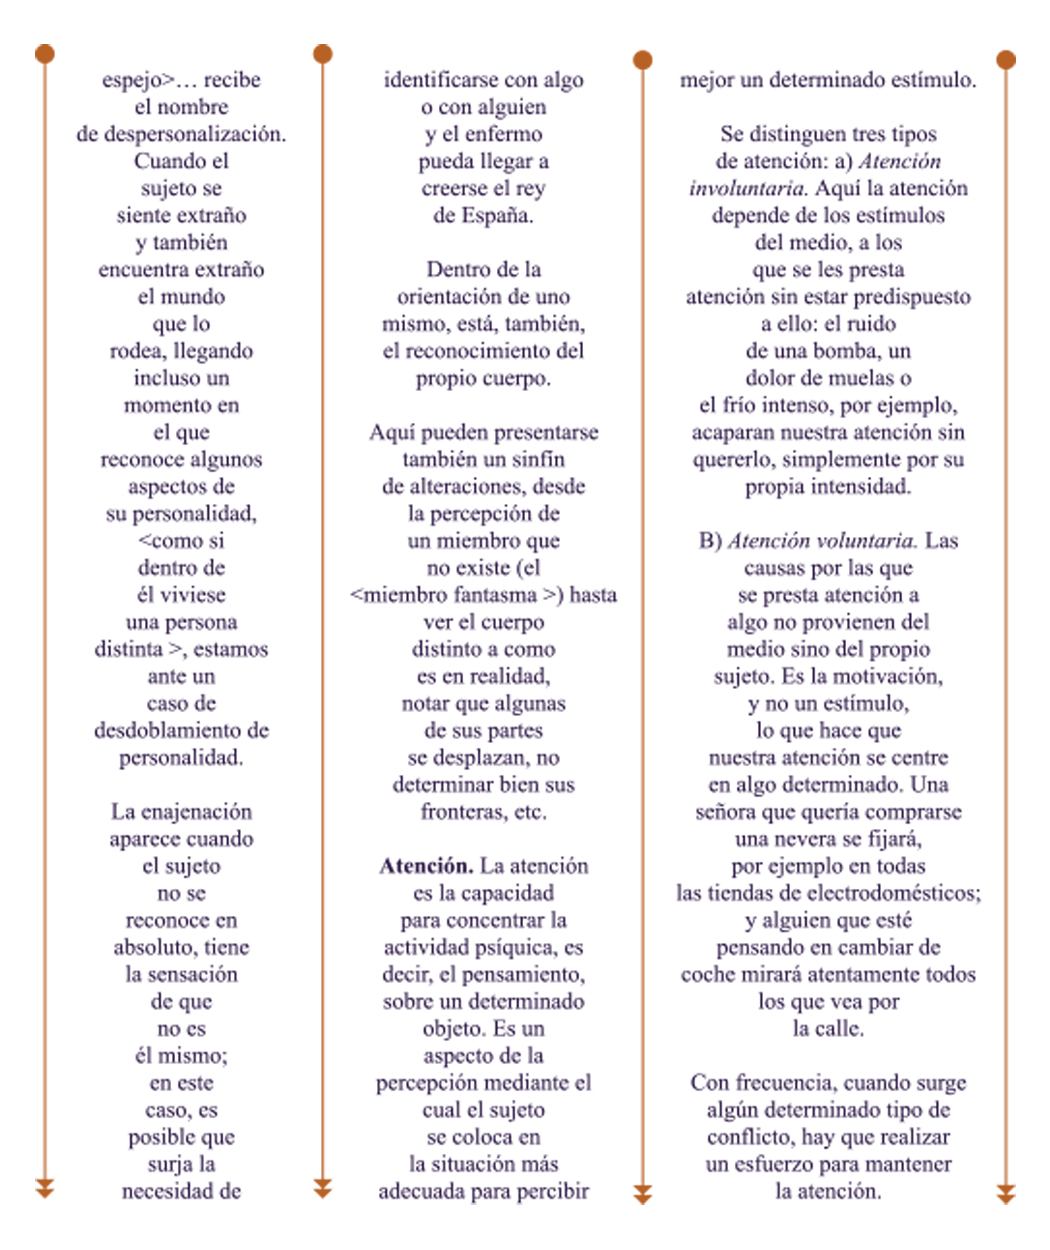 espejo>… recibe
el nombre
de despersonalización.
Cuando el
sujeto se
siente extraño
y también
encuentra extraño
el mundo
que lo
rodea, llegando
incluso un
momento en
el que
reconoce algunos
aspectos de
su personalidad,
<como si
dentro de
él viviese
una persona
distinta >, estamos
ante un
caso de
desdoblamiento de
personalidad.
La enajenación
aparece cuando
el sujeto
no se
reconoce en
absoluto, tiene
la sensación
de que
no es
él mismo;
en este
caso, es
posible que
surja la
necesidad de
identificarse con algo
o con alguien
y el enfermo
pueda llegar a
creerse el rey
de España.
Dentro de la
orientación de uno
mismo, está, también,
el reconocimiento del
propio cuerpo.
Aquí pueden presentarse
también un sinfín
de alteraciones, desde
la percepción de
un miembro que
no existe (el
<miembro fantasma >) hasta
ver el cuerpo
distinto a como
es en realidad,
notar que algunas
de sus partes
se desplazan, no
determinar bien sus
fronteras, etc.
Atención. La atención
es la capacidad
para concentrar la
actividad psíquica, es
decir, el pensamiento,
sobre un determinado
objeto. Es un
aspecto de la
percepción mediante el
cual el sujeto
se coloca en
la situación más
adecuada para percibir
mejor un determinado estímulo.
Se distinguen tres tipos
de atención: a) Atención
involuntaria. Aquí la atención
depende de los estímulos
del medio, a los
que se les presta
atención sin estar predispuesto
a ello: el ruido
de una bomba, un
dolor de muelas o
el frío intenso, por ejemplo,
acaparan nuestra atención sin
quererlo, simplemente por su
propia intensidad.
B) Atención voluntaria. Las
causas por las que
se presta atención a
algo no provienen del
medio sino del propio
sujeto. Es la motivación,
y no un estímulo,
lo que hace que
nuestra atención se centre
en algo determinado. Una
señora que quería comprarse
una nevera se fijará,
por ejemplo en todas
las tiendas de electrodomésticos;
y alguien que esté
pensando en cambiar de
coche mirará atentamente todos
los que vea por
la calle.
Con frecuencia, cuando surge
algún determinado tipo de
conflicto, hay que realizar
un esfuerzo para mantener
la atención.